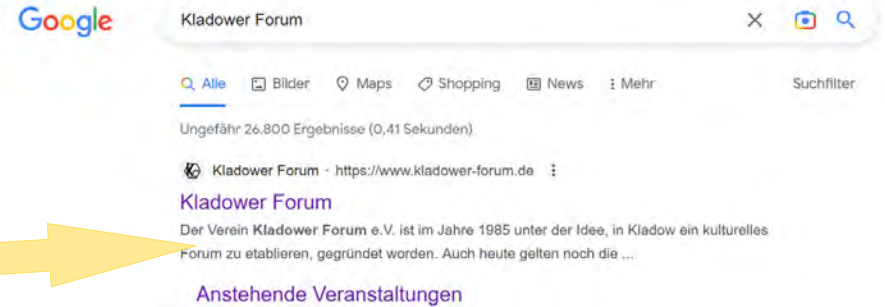 Google
Kladower Forum
Alle Bilder Maps Shopping News Mehr Suchfilter
Ungefähr 26.800 Ergebnisse (0,41 Sekunden)
Kladower Forum · https://www.kladower-forum.de
Kladower Forum
Der Verein Kladower Forum e.V. ist im Jahre 1985 unter der Idee, in Kladow ein kulturelles
Forum zu etablieren, gegründet worden. Auch heute gelten noch die ...
Anstehende Veranstaltungen